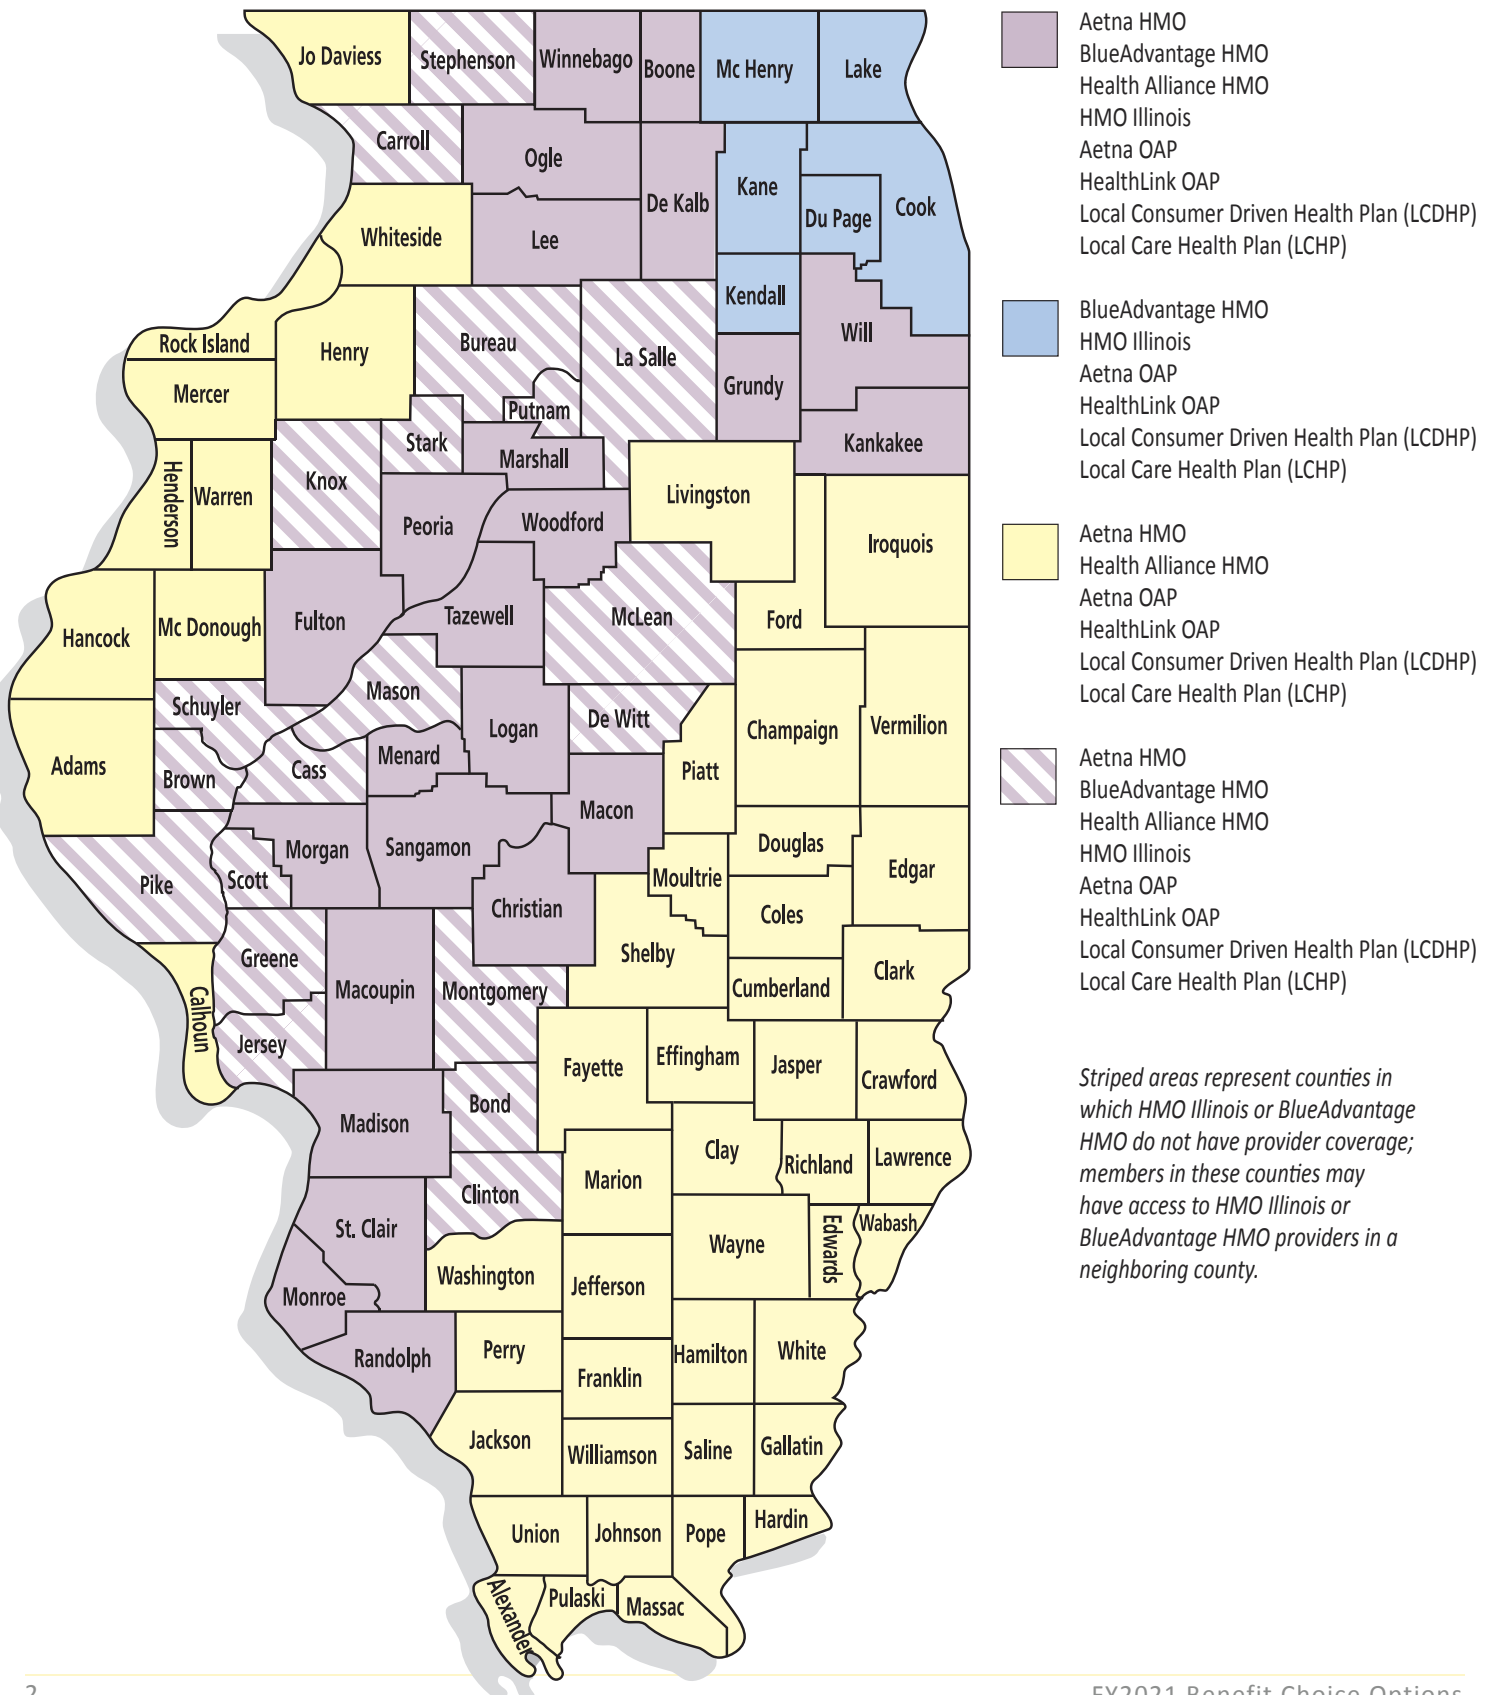 Jo Daviess
Stephenson
Winnebago
Boone
Mc Henry
Lake
Carroll
Ogle
De Kalb
Kane
Du Page
Cook
Whiteside
Lee
Kendall
Will
Rock Island
Henry
Bureau
La Salle
Grundy
Mercer
Putnam
Kankakee
Henderson
Warren
Knox
Stark
Marshall
Livingston
Peoria
Woodford
Iroquois
Hancock
Mc Donough
Fulton
Tazewell
McLean
Ford
Schuyler
Mason
Logan
De Witt
Champaign
Vermilion
Adams
Brown
Cass
Menard
Piatt
Macon
Pike
Scott
Morgan
Sangamon
Christian
Moultrie
Douglas
Edgar
Coles
Shelby
Greene
Macoupin
Montgomery
Cumberland
Clark
Calhoun
Jersey
Fayette
Effingham
Jasper
Crawford
Madison
Bond
Clay
Richland
Lawrence
Marion
Clinton
St. Clair
Wayne
Edwards
Wabash
Washington
Jefferson
Monroe
Randolph
Perry
Hamilton
White
Franklin
Jackson
Williamson
Saline
Gallatin
Union
Johnson
Pope
Hardin
Alexander
Pulaski
Massac
Aetna HMO
BlueAdvantage HMO
Health Alliance HMO
HMO Illinois
Aetna OAP
HealthLink OAP
Local Consumer Driven Health Plan (LCDHP)
Local Care Health Plan (LCHP)
BlueAdvantage HMO
HMO Illinois
Aetna OAP
HealthLink OAP
Local Consumer Driven Health Plan (LCDHP)
Local Care Health Plan (LCHP)
Aetna HMO
Health Alliance HMO
Aetna OAP
HealthLink OAP
Local Consumer Driven Health Plan (LCDHP)
Local Care Health Plan (LCHP)
Aetna HMO
BlueAdvantage HMO
Health Alliance HMO
HMO Illinois
Aetna OAP
HealthLink OAP
Local Consumer Driven Health Plan (LCDHP)
Local Care Health Plan (LCHP)
Striped areas represent counties in
which HMO Illinois or BlueAdvantage
HMO do not have provider coverage;
members in these counties may
have access to HMO Illinois or
BlueAdvantage HMO providers in a
neighboring county.
2
FY2021 Benefit Choice Options